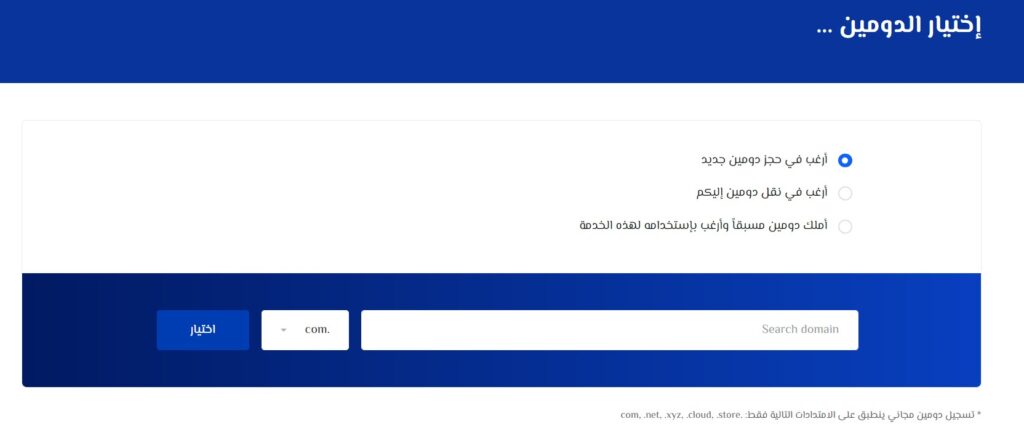 إختيار الدومين ...
أرغب في حجز دومين جديد
أرغب في نقل دومين إليكم
أملك دومين مسبقاً وأرغب بإستخدامه لهذه الخدمة
Search domain
.com
اختيار
* تسجيل دومين مجاني ينطبق على الامتدادات التالية فقط: .com, .net, .xyz, .cloud, .store